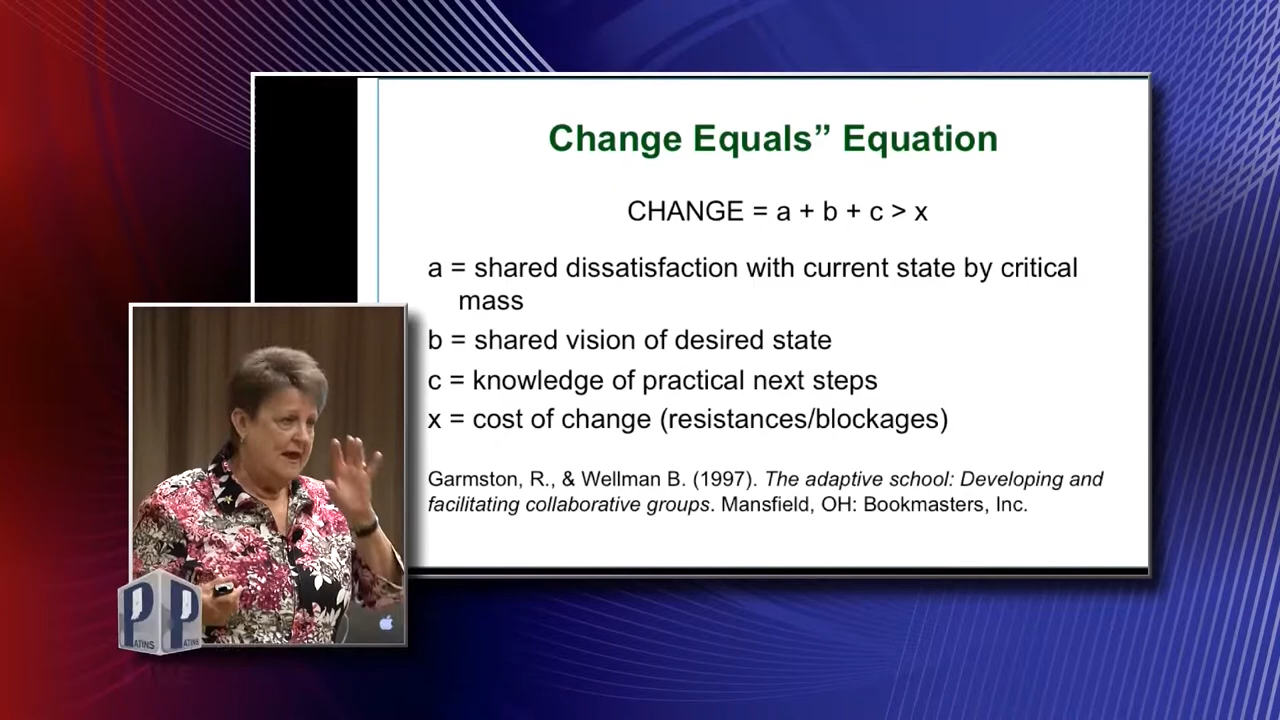 Change Equals” Equation
CHANGE = a + b + c > x
a = shared dissatisfaction with current state by critical
mass
b = shared vision of desired state
c = knowledge of practical next steps
x = cost of change (resistances/blockages)
Garmston, R., & Wellman B. (1997). The adaptive school: Developing and
facilitating collaborative groups. Mansfield, OH: Bookmasters, Inc.
PATINS PATINS